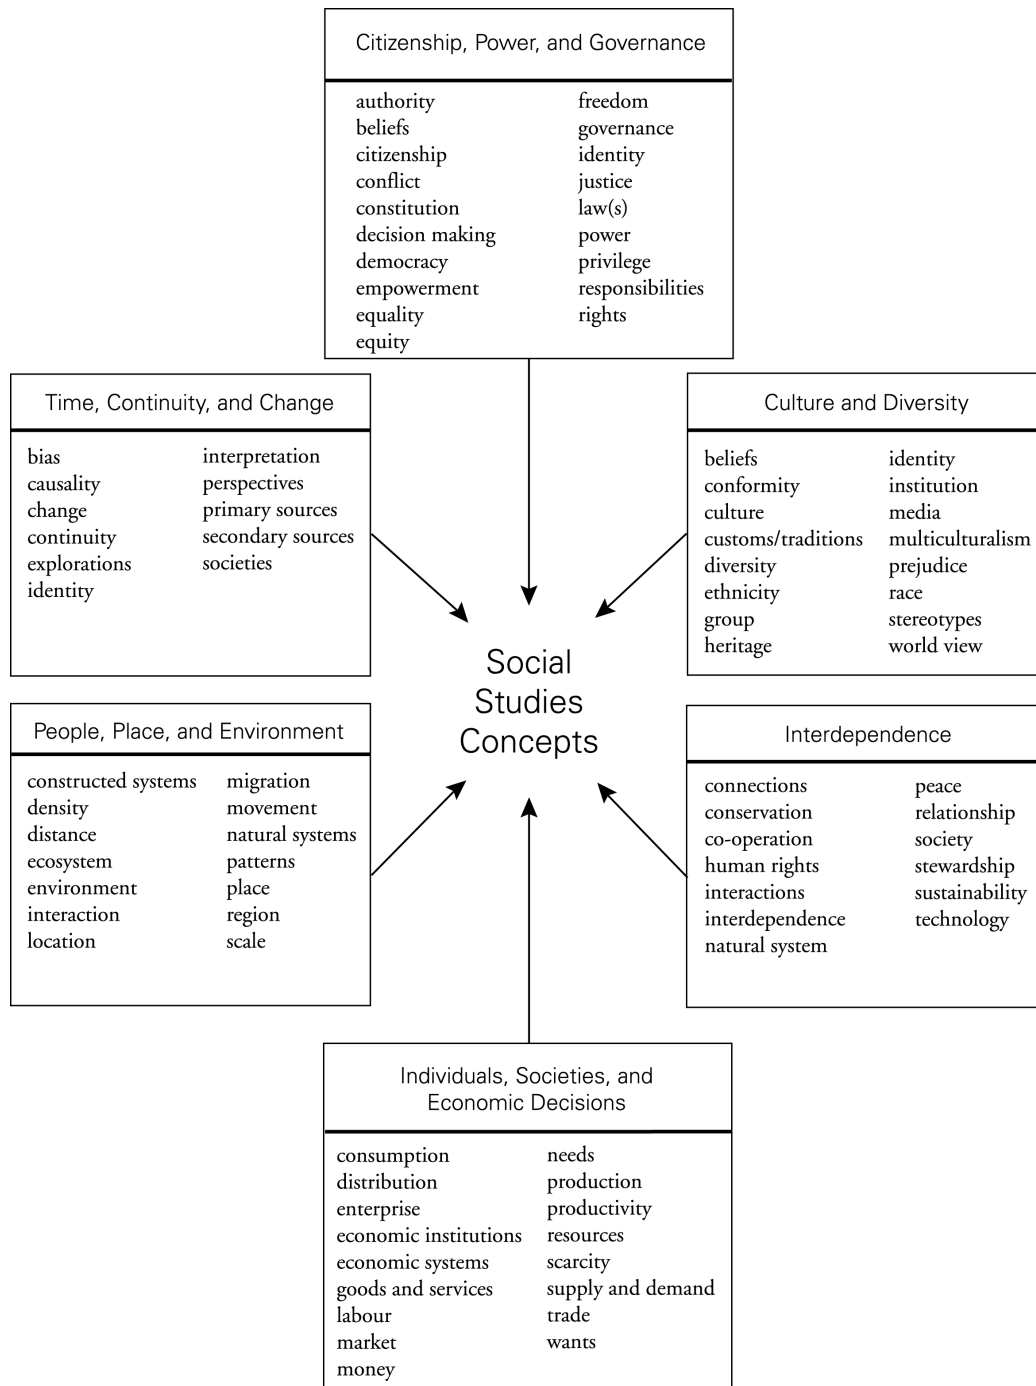 Citizenship, Power, and Governance
authority
beliefs
citizenship
conflict
constitution
decision making
democracy
empowerment
equality
equity
freedom
governance
identity
justice
law(s)
power
privilege
responsibilities
rights
Time, Continuity, and Change
bias
causality
change
continuity
explorations
identity
interpretation
perspectives
primary sources
secondary sources
societies
Culture and Diversity
beliefs
conformity
culture
customs/traditions
diversity
ethnicity
group
heritage
identity
institution
media
multiculturalism
prejudice
race
stereotypes
world view
Social
Studies
Concepts
People, Place, and Environment
constructed systems
density
distance
ecosystem
environment
interaction
location
migration
movement
natural systems
patterns
place
region
scale
Interdependence
connections
conservation
co-operation
human rights
interactions
interdependence
natural system
peace
relationship
society
stewardship
sustainability
technology
Individuals, Societies, and
Economic Decisions
consumption
distribution
enterprise
economic institutions
economic systems
goods and services
labour
market
money
needs
production
productivity
resources
scarcity
supply and demand
trade
wants